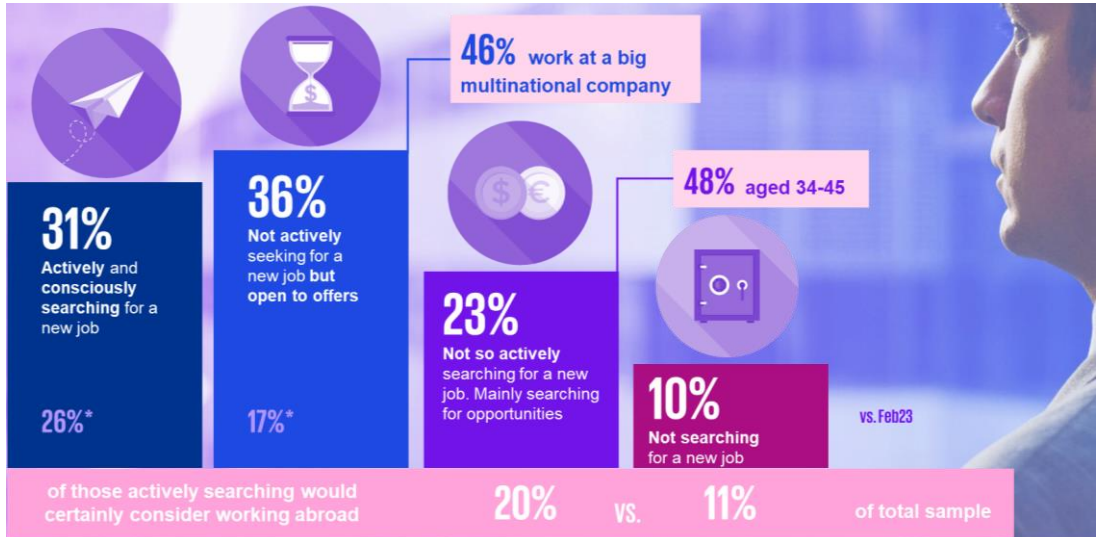 46% work at a big
multinational company
48% aged 34-45
31%
Actively and
consciously
searching for a
new job
26%*
36%
Not actively
seeking for a
new job but
open to offers
17%*
23%
Not so actively
searching for a new
job. Mainly searching
for opportunities
10%
Not searching
for a new job
vs. Feb23
$
$ €
of those actively searching would
certainly consider working abroad
20% vs. 11% of total sample